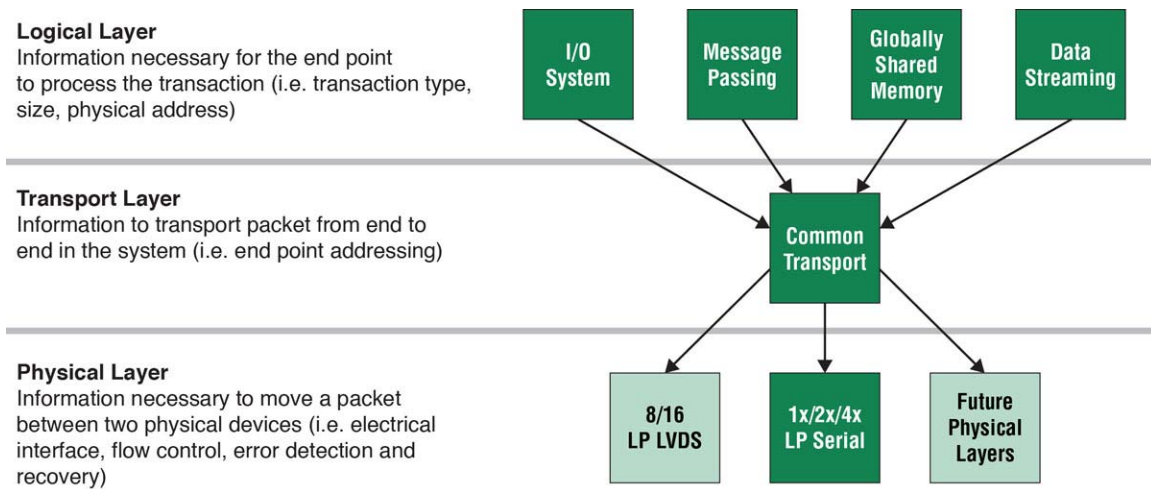 Logical Layer
Information necessary for the end point
to process the transaction (i.e. transaction type,
size, physical address)
I/O
System
Message
Passing
Globally
Shared
Memory
Data
Streaming
Transport Layer
Information to transport packet from end to
end in the system (i.e. end point addressing)
Common
Transport
Physical Layer
Information necessary to move a packet
between two physical devices (i.e. electrical
interface, flow control, error detection and
recovery)
8/16
LP LVDS
1x/2x/4x
LP Serial
Future
Physical
Layers